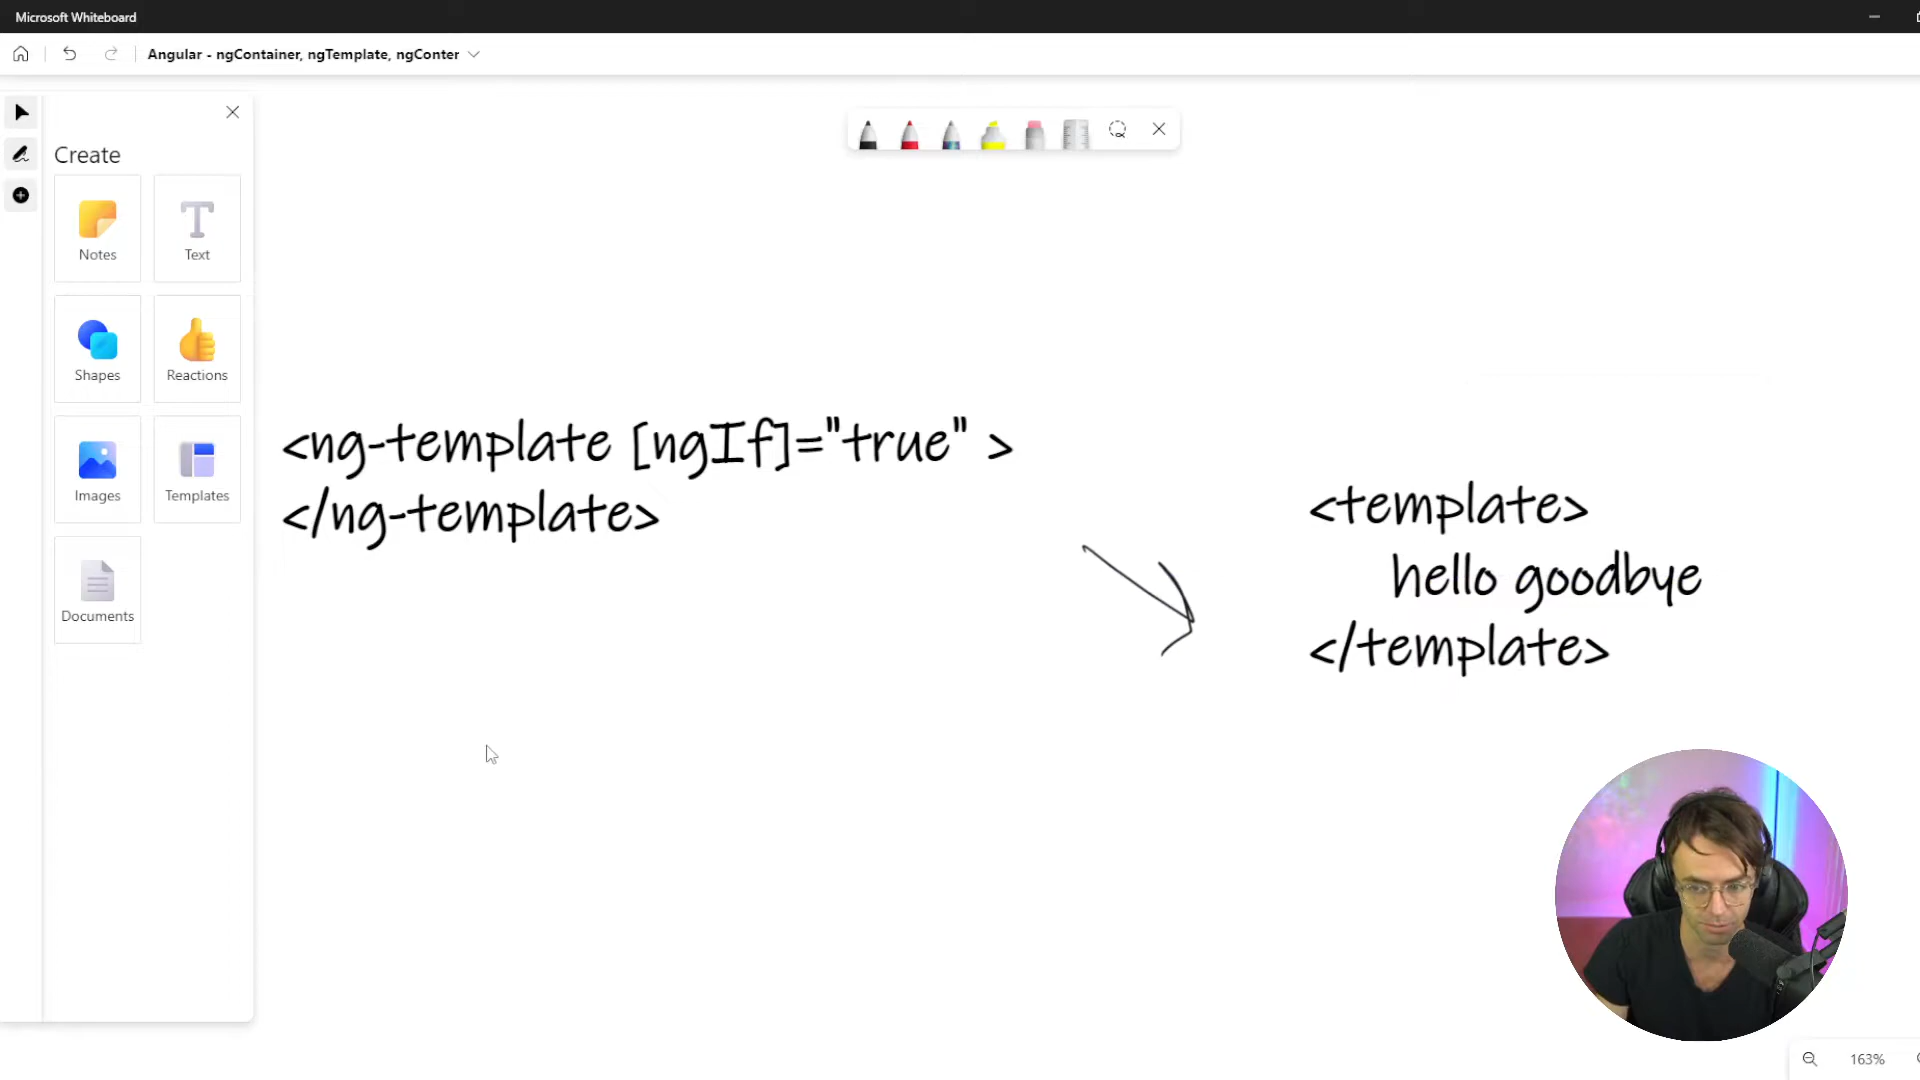 Microsoft Whiteboard
Angular - ngContainer, ngTemplate, ngConter
Create
Notes
Text
Shapes
Reactions
Images
Templates
Documents
<ng-template [ngIf]="true" >
</ng-template>
<template>
hello goodbye
</template>
163%